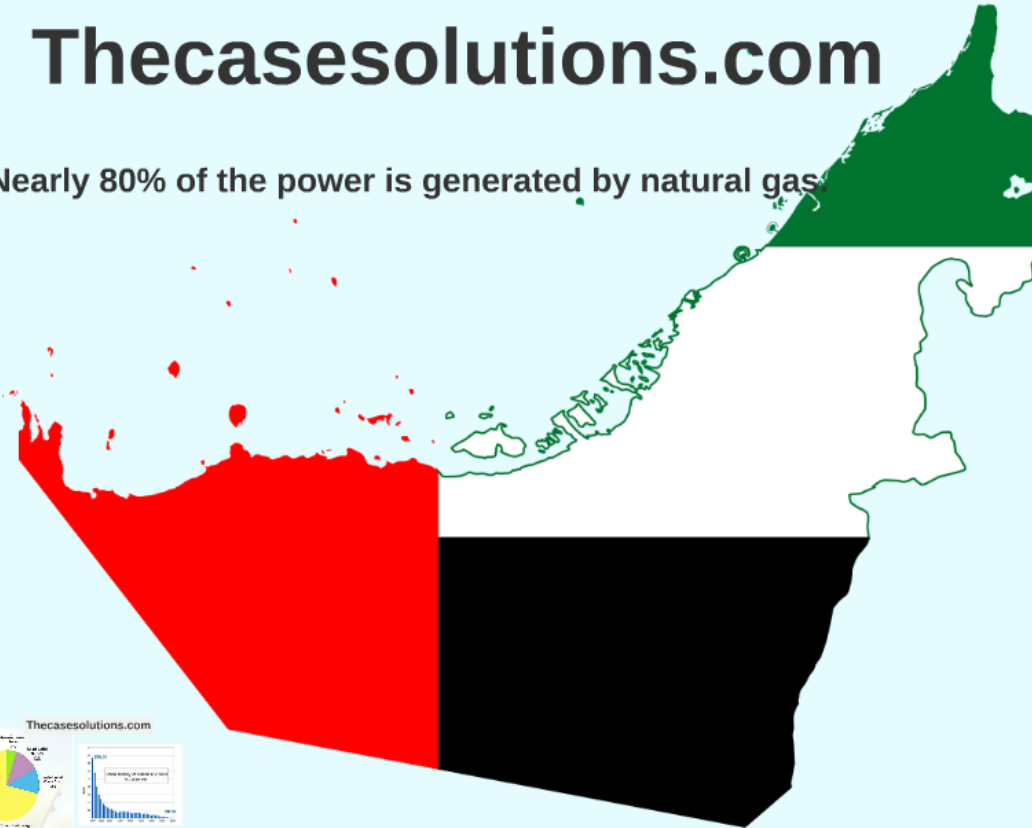 Thecasesolutions.com
Nearly 80% of the power is generated by natural gas.
Thecasesolutions.com